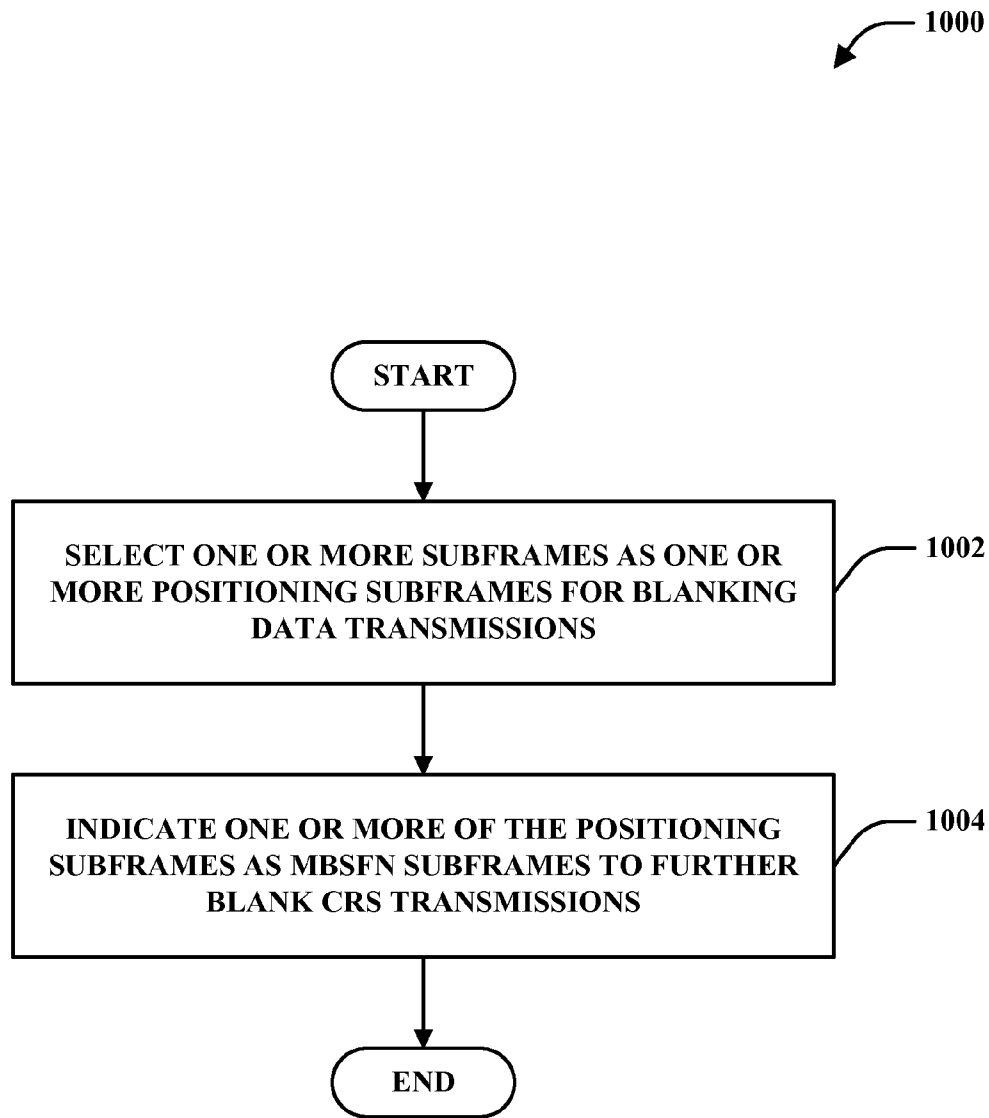 1000
START
SELECT ONE OR MORE SUBFRAMES AS ONE OR
MORE POSITIONING SUBFRAMES FOR BLANKING
DATA TRANSMISSIONS
1002
INDICATE ONE OR MORE OF THE POSITIONING
SUBFRAMES AS MBSFN SUBFRAMES TO FURTHER
BLANK CRS TRANSMISSIONS
1004
END